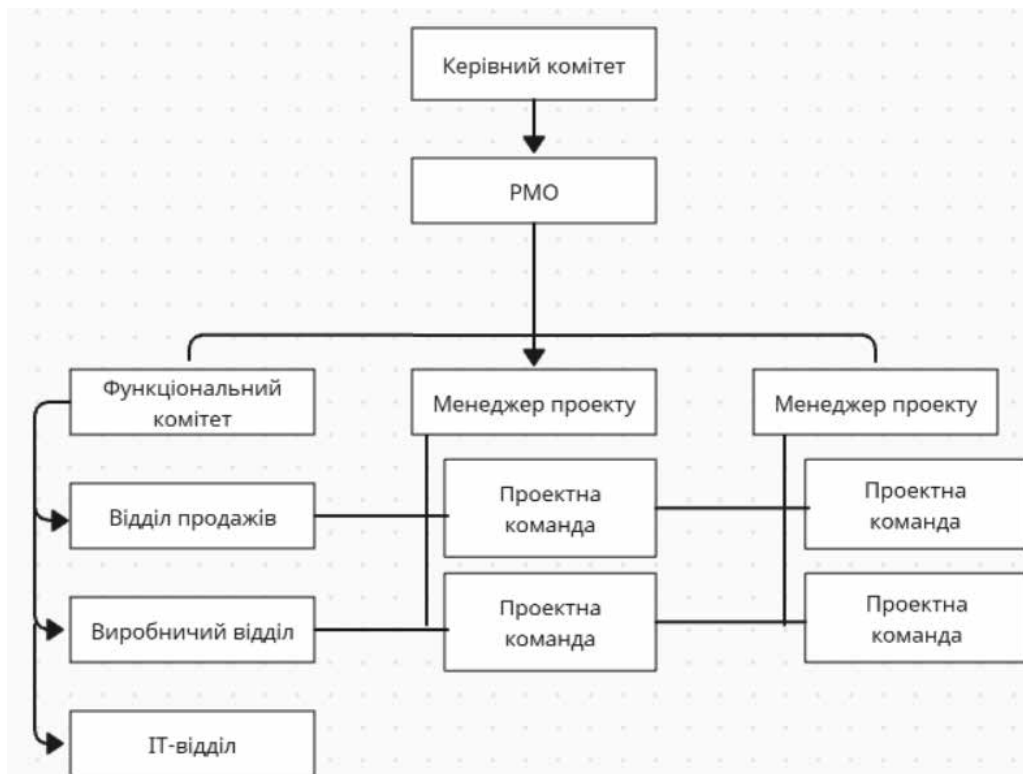 Керівний комітет
PMO
Функціональний
комітет
Менеджер проекту
Менеджер проекту
Відділ продажів
Проектна
команда
Проектна
команда
Виробничий відділ
Проектна
команда
Проектна
команда
ІТ-відділ